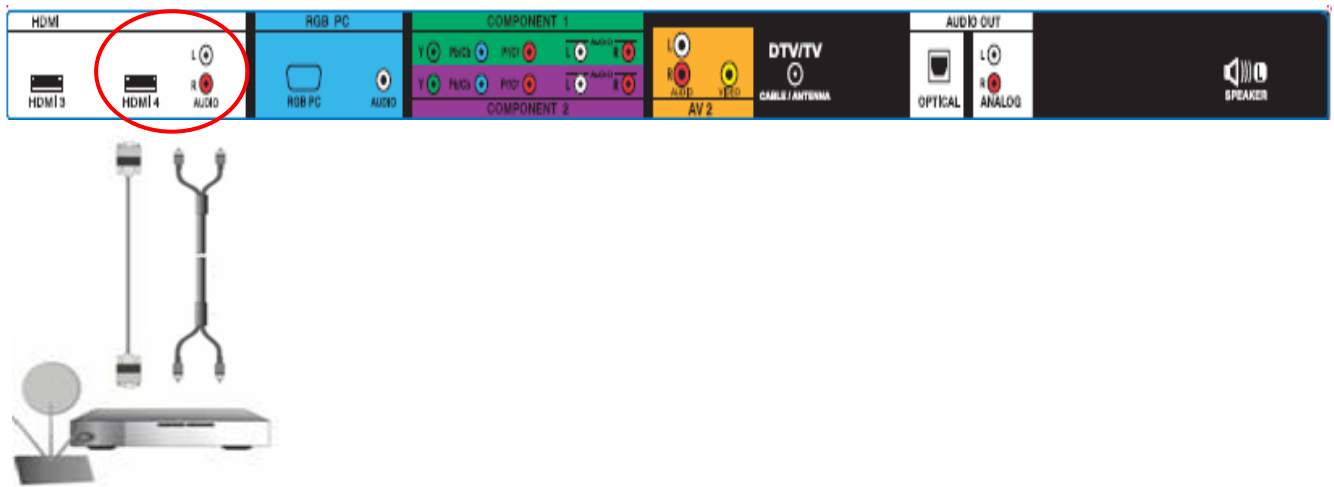 HDMI
HDMI 3
HDMI 4
L
R
AUDIO
RGB PC
RGB PC
AUDIO
COMPONENT 1
Y Pb/Cb Pr/Cr L AUDIO R
Y Pb/Cb Pr/Cr L AUDIO R
COMPONENT 2
L
R
AUDIO VIDEO
AV 2
DTV/TV
CABLE / ANTENNA
AUDIO OUT
OPTICAL
L
R
ANALOG
L
SPEAKER